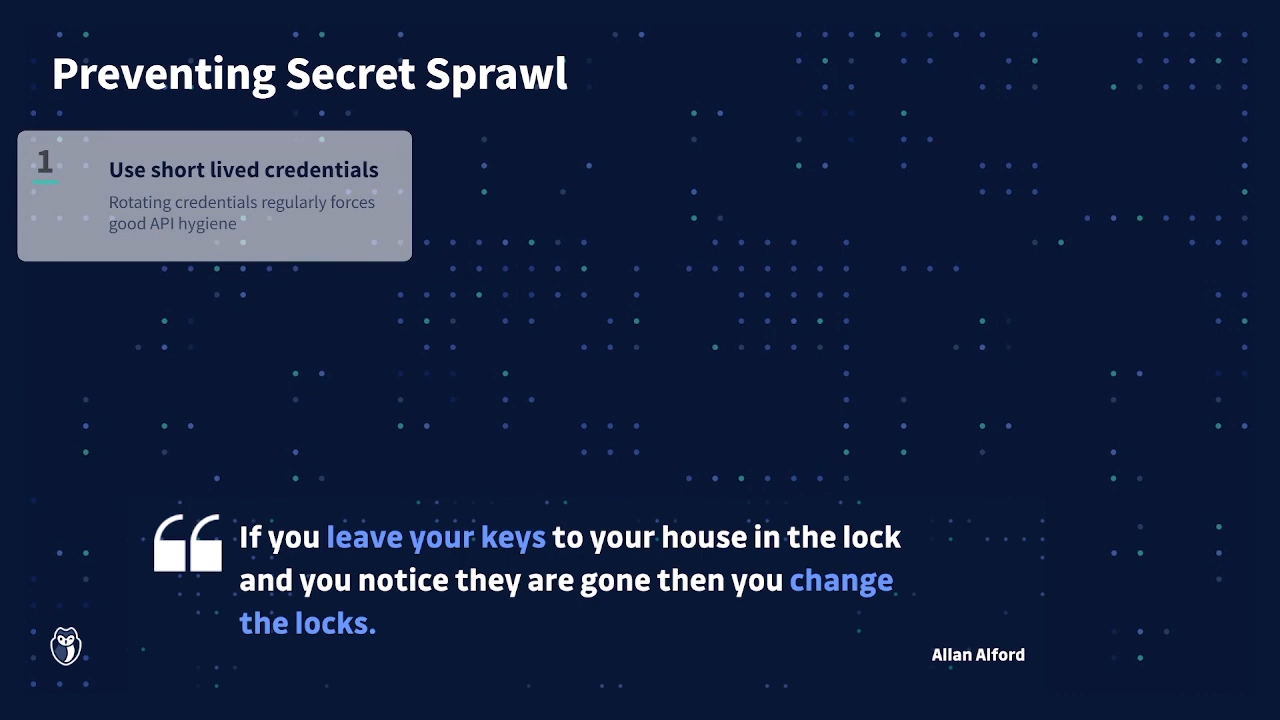 Preventing Secret Sprawl
1
Use short lived credentials
Rotating credentials regularly forces
good API hygiene
If you leave your keys to your house in the lock
and you notice they are gone then you change
the locks.
Allan Alford